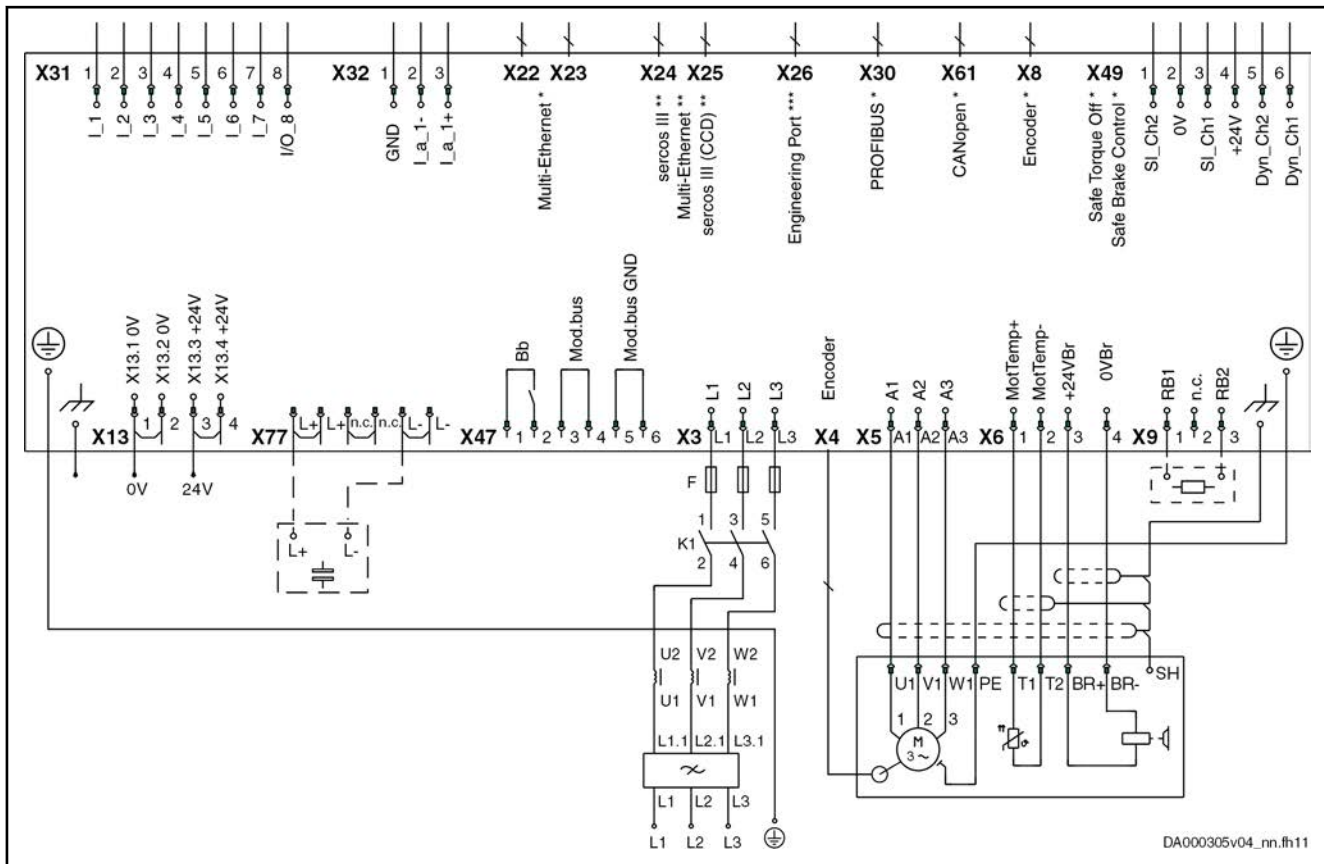 X31 1 2 3 4 5 6 7 8
I_1 I_2 I_3 I_4 I_5 I_6 I_7 I/O_8
X32 1 2 3
GND I_a_1- I_a_1+
X22 X23
Multi-Ethernet *
X24 X25
sercos III **
Multi-Ethernet **
sercos III (CCD) **
X26
Engineering Port ***
X30
PROFIBUS *
X61
CANopen *
X8
Encoder *
X49 1 2 3 4 5 6
Safe Torque Off *
Safe Brake Control *
SI_Ch2 0V SI_Ch1 +24V Dyn_Ch2 Dyn_Ch1
X13.1 0V
X13.2 0V
X13.3 +24V
X13.4 +24V
X13 1 2 3 4
0V 24V
X77 L+ L+ n.c. n.c. L- L-
L+ L-
Bb
Mod.bus
Mod.bus GND
X47 1 2 3 4 5 6
L1 L2 L3
X3 L1 L2 L3
F
1 3 5
K1
2 4 6
U2 V2 W2
U1 V1 W1
L1.1 L2.1 L3.1
≈
L1 L2 L3
L1 L2 L3
Encoder
X4
A1 A2 A3
X5 A1 A2 A3
MotTemp+
MotTemp-
+24VBr
0VBr
X6 1 2 3 4
RB1 n.c. RB2
X9 1 2 3
SH
U1 V1 W1 PE T1 T2 BR+ BR-
1 2 3
M
3 ~
ϑ
DA000305v04_nn.fh11